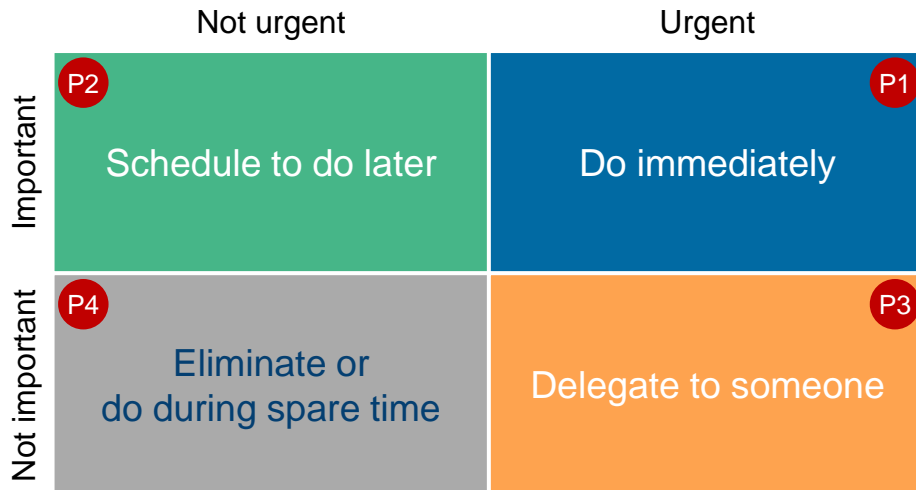 Not urgent
Urgent
Important
P2
Schedule to do later
P1
Do immediately
Not important
P4
Eliminate or
do during spare time
P3
Delegate to someone